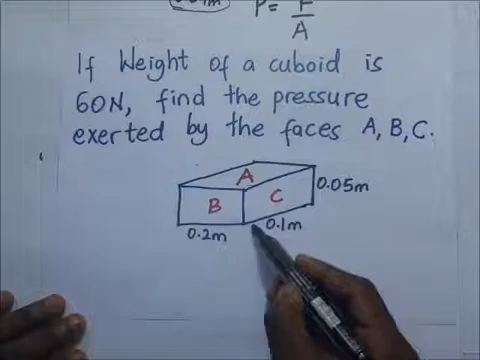 P = F
A
If Weight of a cuboid is
60N, find the pressure
exerted by the faces A, B, C.
A
B
C
0.05m
0.2m
0.1m